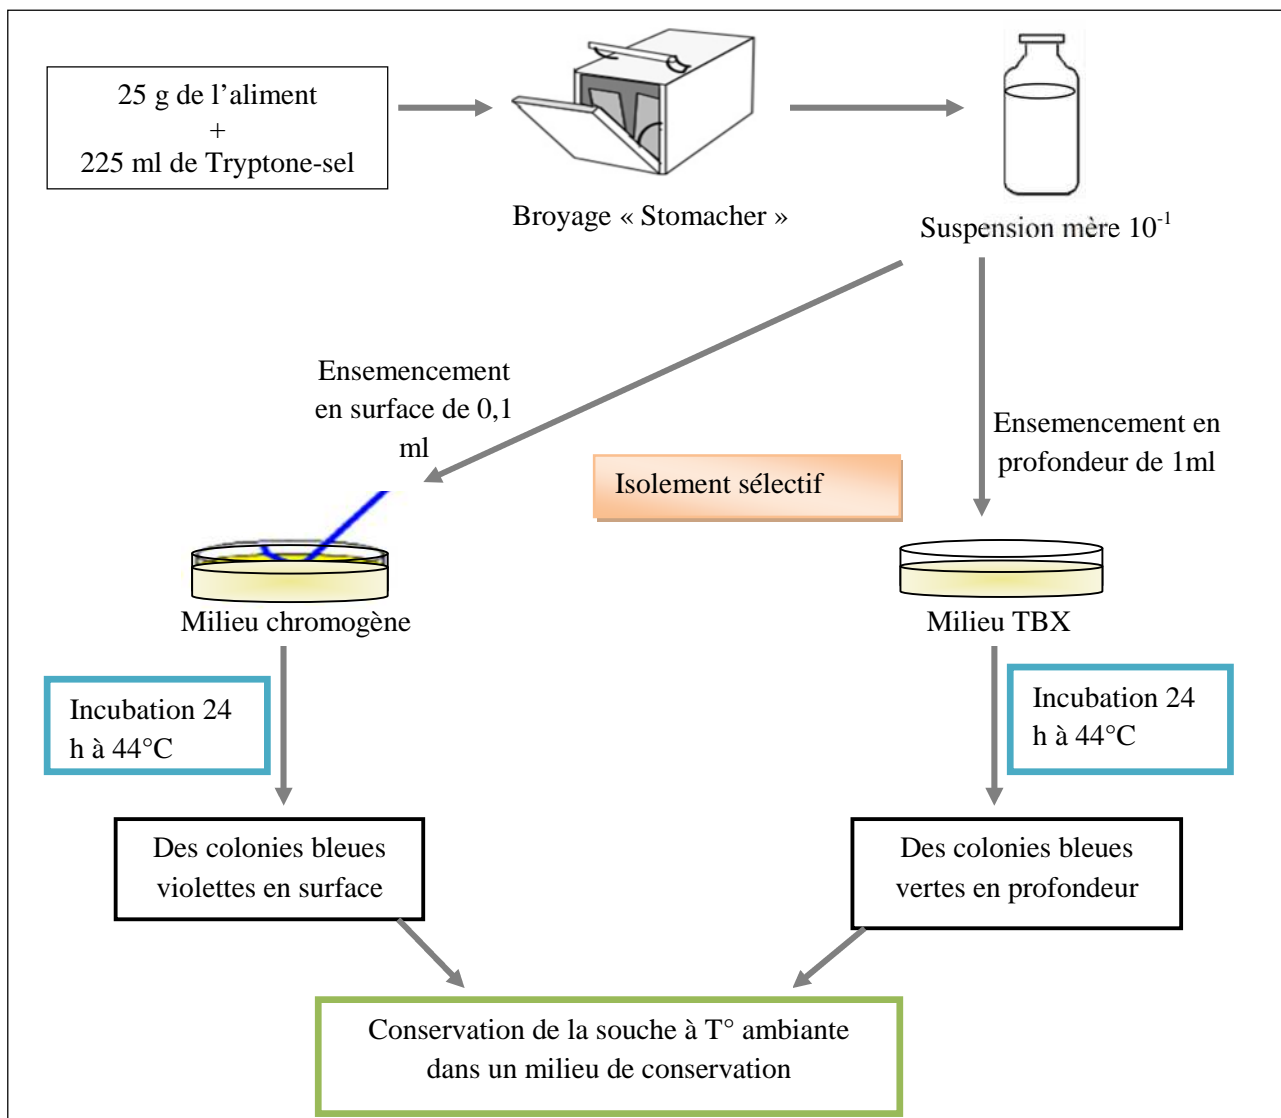 25 g de l’aliment
+
225 ml de Tryptone-sel
Broyage « Stomacher »
Suspension mère 10⁻¹
Ensemencement
en surface de 0,1
ml
Ensemencement en
profondeur de 1ml
Isolement sélectif
Milieu chromogène
Milieu TBX
Incubation 24
h à 44°C
Incubation 24
h à 44°C
Des colonies bleues
violettes en surface
Des colonies bleues
vertes en profondeur
Conservation de la souche à T° ambiante
dans un milieu de conservation